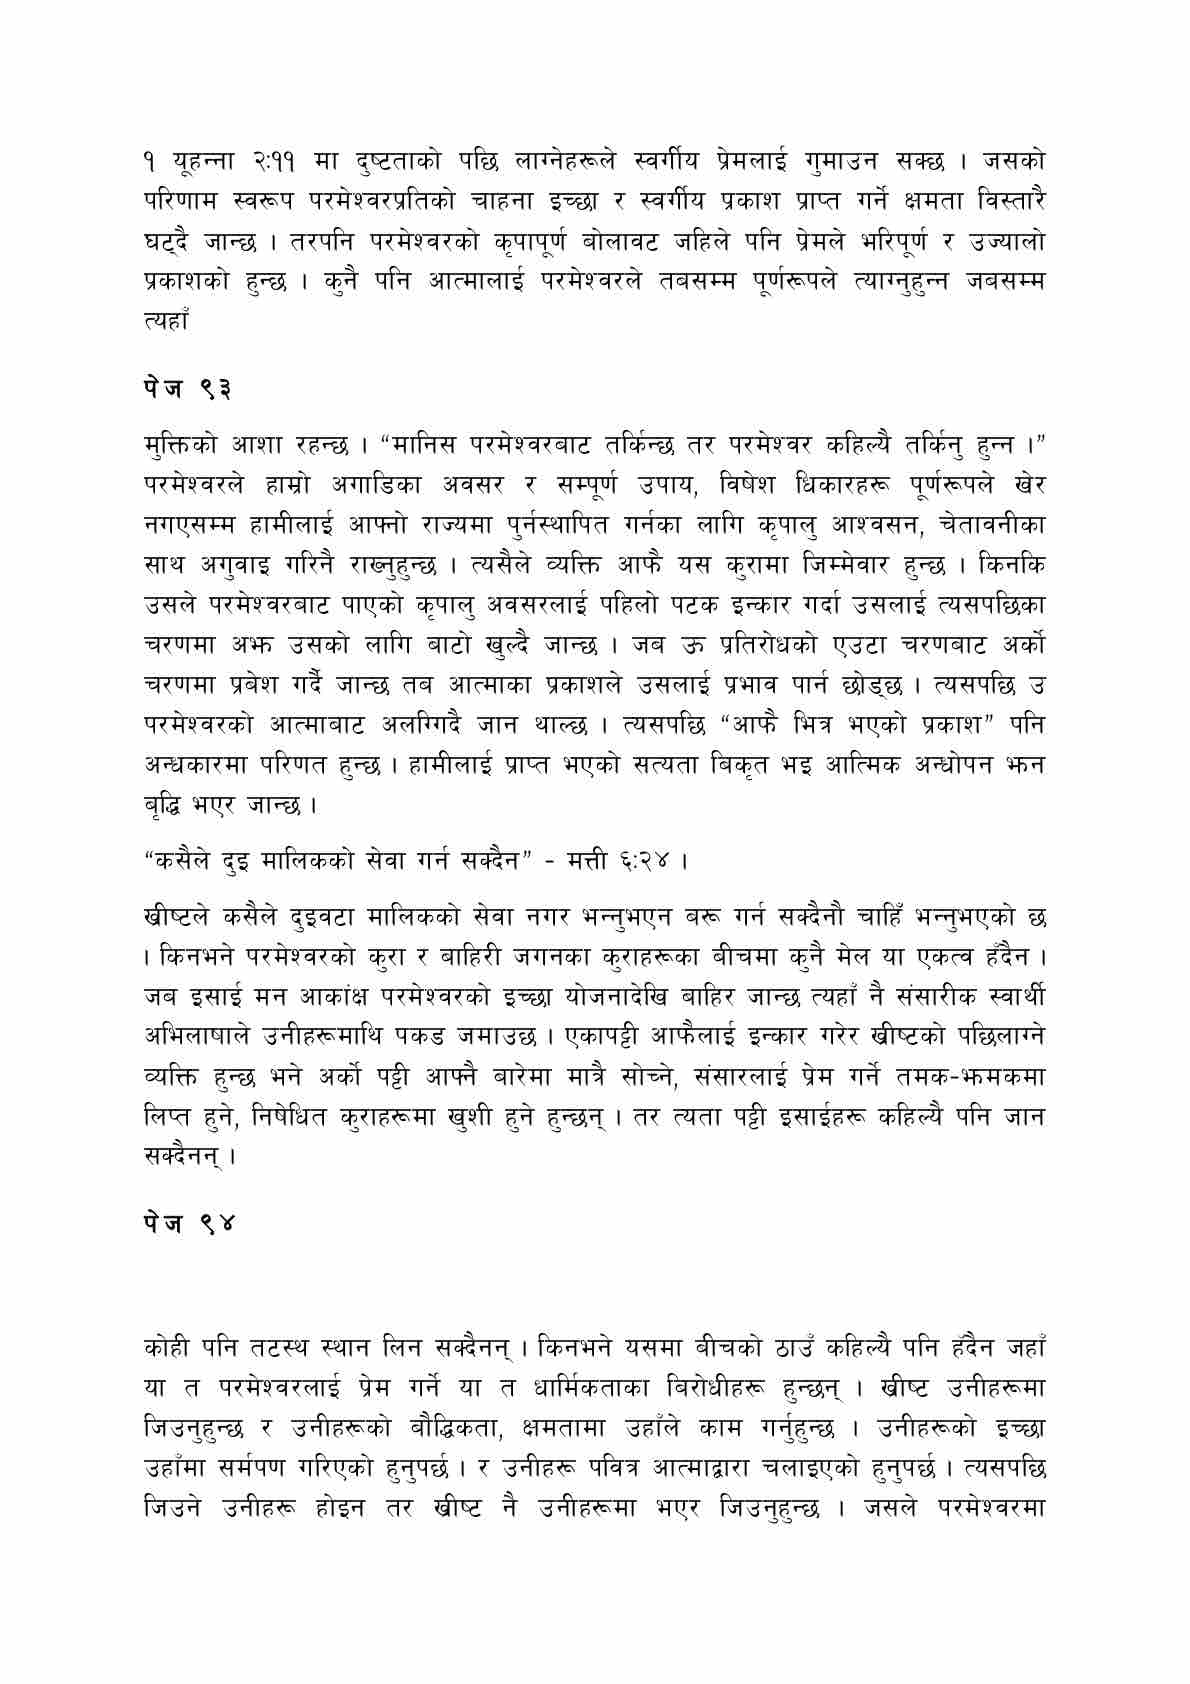 १ यूहन्ना २:११ मा दुष्टताको पछि लाग्नेहरूले स्वर्गीय प्रेमलाई गुमाउन सक्छ । जसको
परिणाम स्वरूप परमेश्वरप्रतिको चाहना इच्छा र स्वर्गीय प्रकाश प्राप्त गर्ने क्षमता विस्तारै
घट्दै जान्छ । तरपनि परमेश्वरको कृपापूर्ण बोलावट जहिले पनि प्रेमले भरिपूर्ण र उज्यालो
प्रकाशको हुन्छ । कुनै पनि आत्मालाई परमेश्वरले तबसम्म पूर्णरूपले त्याग्नुहुन्न जबसम्म
त्यहाँ
पेज ९३
मुक्तिको आशा रहन्छ । “मानिस परमेश्वरबाट तर्किन्छ तर परमेश्वर कहिल्यै तर्किनु हुन्न ।”
परमेश्वरले हाम्रो अगाडिका अवसर र सम्पूर्ण उपाय, विषेश धिकारहरू पूर्णरूपले खेर
नगएसम्म हामीलाई आफ्नो राज्यमा पुर्नस्थापित गर्नका लागि कृपालु आश्वसन, चेतावनीका
साथ अगुवाइ गरिनै राख्नुहुन्छ । त्यसैले व्यक्ति आफै यस कुरामा जिम्मेवार हुन्छ । किनकि
उसले परमेश्वरबाट पाएको कृपालु अवसरलाई पहिलो पटक इन्कार गर्दा उसलाई त्यसपछिका
चरणमा अझ उसको लागि बाटो खुल्दै जान्छ । जब ऊ प्रतिरोधको एउटा चरणबाट अर्को
चरणमा प्रबेश गर्दै जान्छ तब आत्माका प्रकाशले उसलाई प्रभाव पार्न छोड्छ । त्यसपछि उ
परमेश्वरको आत्माबाट अलग्गिदै जान थाल्छ । त्यसपछि “आफै भित्र भएको प्रकाश” पनि
अन्धकारमा परिणत हुन्छ । हामीलाई प्राप्त भएको सत्यता बिकृत भइ आत्मिक अन्धोपन झन
बृद्धि भएर जान्छ ।
“कसैले दुइ मालिकको सेवा गर्न सक्दैन” - मत्ती ६:२४ ।
ख्रीष्टले कसैले दुइवटा मालिकको सेवा नगर भन्नुभएन बरू गर्न सक्दैनौ चाहिँ भन्नुभएको छ
। किनभने परमेश्वरको कुरा र बाहिरी जगनका कुराहरूका बीचमा कुनै मेल या एकत्व हँदैन ।
जब इसाई मन आकांक्ष परमेश्वरको इच्छा योजनादेखि बाहिर जान्छ त्यहाँ नै संसारीक स्वार्थी
अभिलाषाले उनीहरूमाथि पकड जमाउछ । एकापट्टी आफैलाई इन्कार गरेर ख्रीष्टको पछिलाग्ने
व्यक्ति हुन्छ भने अर्को पट्टी आफ्नै बारेमा मात्रै सोच्ने, संसारलाई प्रेम गर्ने तमक-झमकमा
लिप्त हुने, निषेधित कुराहरूमा खुशी हुने हुन्छन् । तर त्यता पट्टी इसाईहरू कहिल्यै पनि जान
सक्दैनन् ।
पेज ९४
कोही पनि तटस्थ स्थान लिन सक्दैनन् । किनभने यसमा बीचको ठाउँ कहिल्यै पनि हँदैन जहाँ
या त परमेश्वरलाई प्रेम गर्ने या त धार्मिकताका बिरोधीहरू हुन्छन् । ख्रीष्ट उनीहरूमा
जिउनुहुन्छ र उनीहरूको बौद्धिकता, क्षमतामा उहाँले काम गर्नुहुन्छ । उनीहरूको इच्छा
उहाँमा सर्मपण गरिएको हुनुपर्छ । र उनीहरू पवित्र आत्माद्वारा चलाइएको हुनुपर्छ । त्यसपछि
जिउने उनीहरू होइन तर ख्रीष्ट नै उनीहरूमा भएर जिउनुहुन्छ । जसले परमेश्वरमा